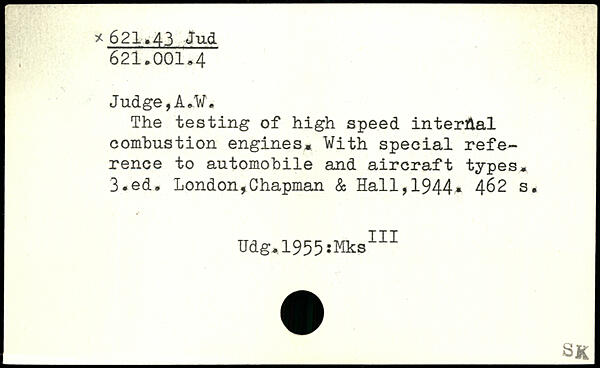 × 621.43 Jud
621.001.4
Judge,A.W.
The testing of high speed internal
combustion engines. With special refe-
rence to automobile and aircraft types.
3.ed. London,Chapman & Hall,1944. 462 s.
Udg.1955:Mks III
SK